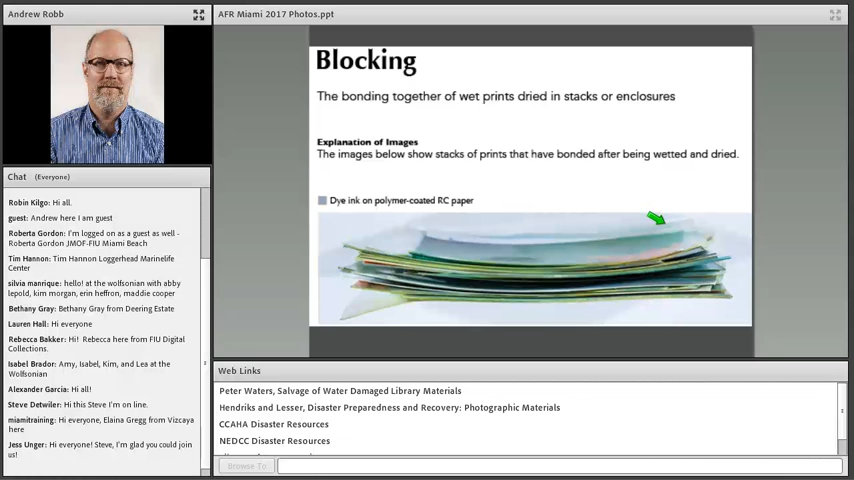 Andrew Robb
AFR Miami 2017 Photos.ppt
Blocking
The bonding together of wet prints dried in stacks or enclosures
Explanation of Images
The images below show stacks of prints that have bonded after being wetted and dried.
Dye ink on polymer-coated RC paper
Chat (Everyone)
Robin Kilgo: Hi all.
guest: Andrew here I am guest
Roberta Gordon: I'm logged on as a guest as well -
Roberta Gordon JMOF-FIU Miami Beach
Tim Hannon: Tim Hannon Loggerhead Marinelife
Center
silvia manrique: hello! at the wolfsonian with abby
lepold, kim morgan, erin heffron, maddie cooper
Bethany Gray: Bethany Gray from Deering Estate
Lauren Hall: Hi everyone
Rebecca Bakker: Hi! Rebecca here from FIU Digital
Collections.
Isabel Brador: Amy, Isabel, Kim, and Lea at the
Wolfsonian
Alexander Garcia: Hi all!
Steve Detwiler: Hi this Steve I'm on line.
miamitraining: Hi everyone, Elaina Gregg from Vizcaya
here
Jess Unger: Hi everyone! Steve, I'm glad you could join
us!
Web Links
Peter Waters, Salvage of Water Damaged Library Materials
Hendriks and Lesser, Disaster Preparedness and Recovery: Photographic Materials
CCAHA Disaster Resources
NEDCC Disaster Resources
Browse To